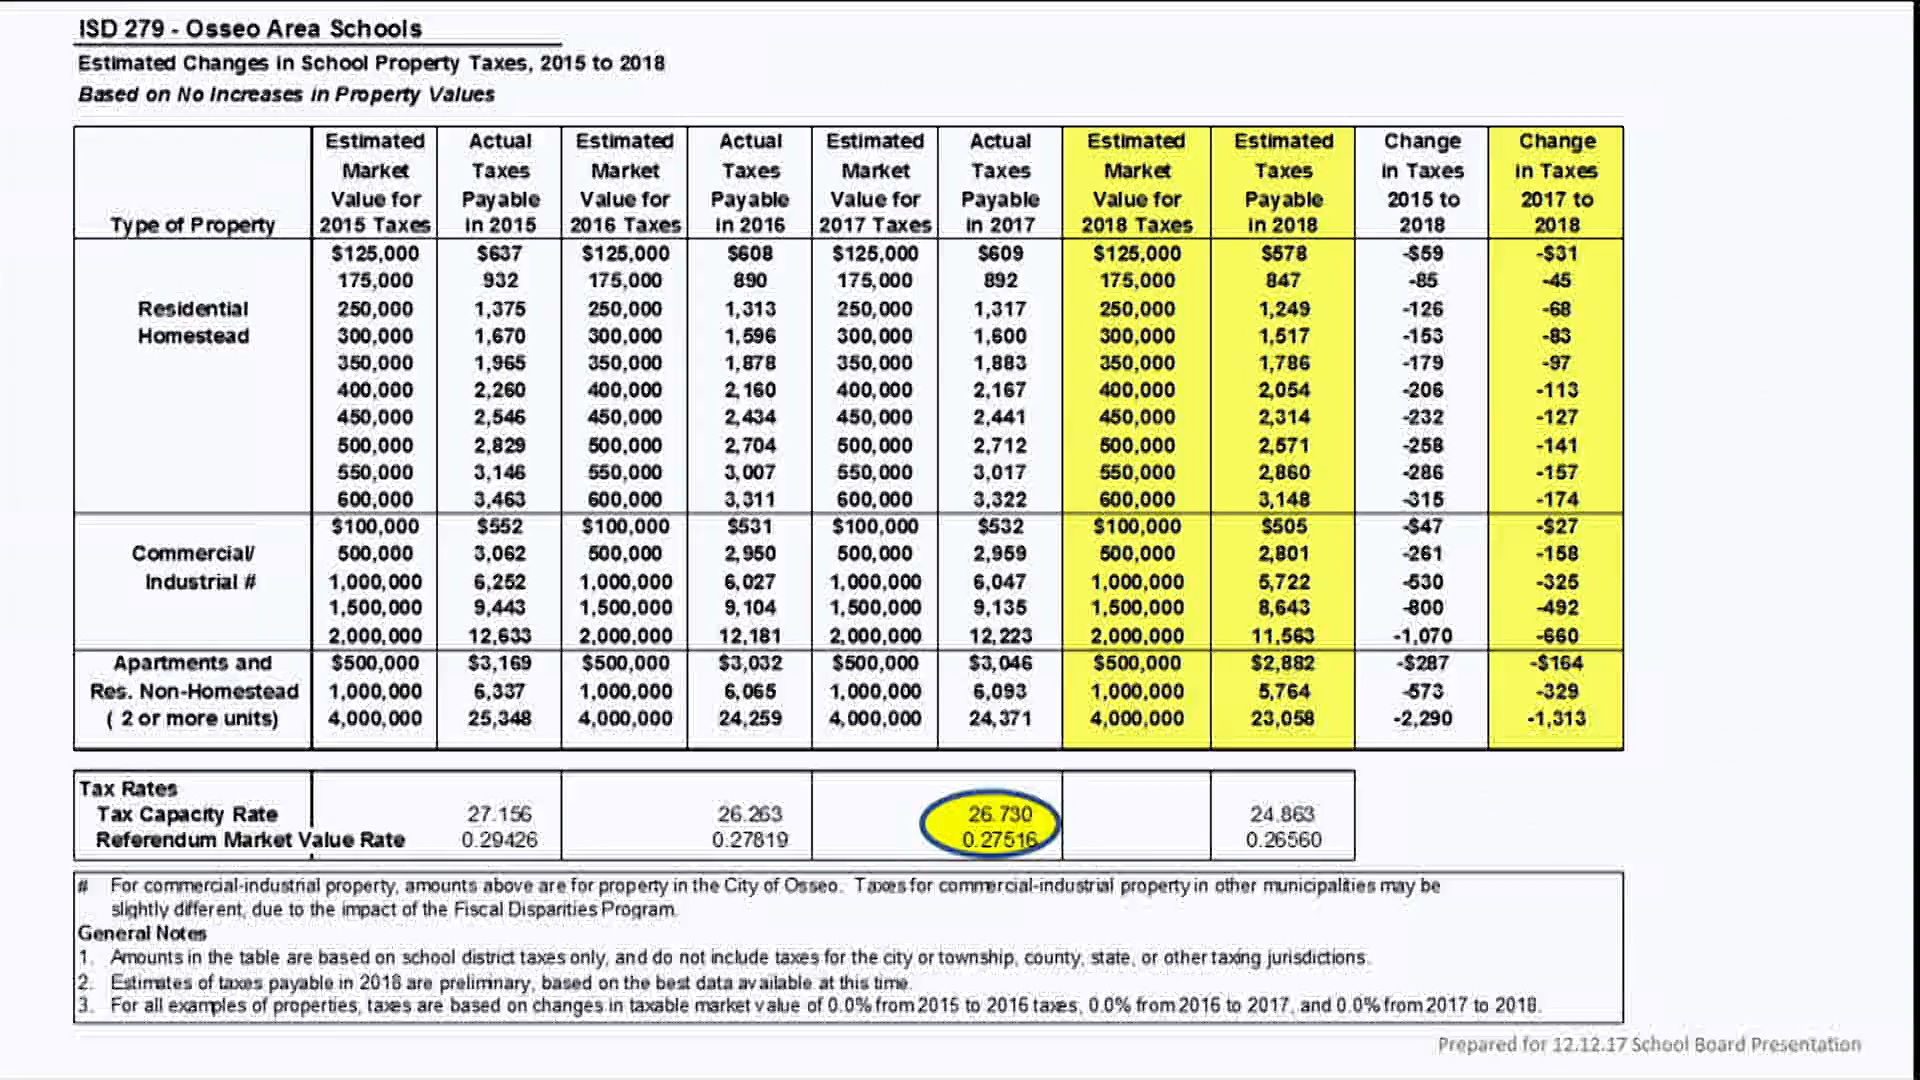 ISD 279 - Osseo Area Schools
Estimated Changes in School Property Taxes, 2015 to 2018
Based on No Increases in Property Values
Type of Property | Estimated Market Value for 2015 Taxes | Actual Taxes Payable in 2015 | Estimated Market Value for 2016 Taxes | Actual Taxes Payable in 2016 | Estimated Market Value for 2017 Taxes | Actual Taxes Payable in 2017 | Estimated Market Value for 2018 Taxes | Estimated Taxes Payable in 2018 | Change in Taxes 2015 to 2018 | Change in Taxes 2017 to 2018
$125,000 $637 $125,000 $608 $125,000 $609 $125,000 $578 -$59 -$31
175,000 932 175,000 890 175,000 892 175,000 847 -85 -45
Residential 250,000 1,375 250,000 1,313 250,000 1,317 250,000 1,249 -126 -68
Homestead 300,000 1,670 300,000 1,596 300,000 1,600 300,000 1,517 -153 -83
350,000 1,965 350,000 1,878 350,000 1,883 350,000 1,786 -179 -97
400,000 2,260 400,000 2,160 400,000 2,167 400,000 2,054 -206 -113
450,000 2,546 450,000 2,434 450,000 2,441 450,000 2,314 -232 -127
500,000 2,829 500,000 2,704 500,000 2,712 500,000 2,571 -258 -141
550,000 3,146 550,000 3,007 550,000 3,017 550,000 2,860 -286 -157
600,000 3,463 600,000 3,311 600,000 3,322 600,000 3,148 -315 -174
$100,000 $552 $100,000 $531 $100,000 $532 $100,000 $505 -$47 -$27
Commercial/ 500,000 3,062 500,000 2,950 500,000 2,959 500,000 2,801 -261 -158
Industrial # 1,000,000 6,252 1,000,000 6,027 1,000,000 6,047 1,000,000 5,722 -530 -325
1,500,000 9,443 1,500,000 9,104 1,500,000 9,135 1,500,000 8,643 -800 -492
2,000,000 12,633 2,000,000 12,181 2,000,000 12,223 2,000,000 11,563 -1,070 -660
Apartments and $500,000 $3,169 $500,000 $3,032 $500,000 $3,046 $500,000 $2,882 -$287 -$164
Res. Non-Homestead 1,000,000 6,337 1,000,000 6,065 1,000,000 6,093 1,000,000 5,764 -573 -329
( 2 or more units) 4,000,000 25,348 4,000,000 24,259 4,000,000 24,371 4,000,000 23,058 -2,290 -1,313
Tax Rates
Tax Capacity Rate 27.156 26.263 26.730 24.863
Referendum Market Value Rate 0.29426 0.27819 0.27516 0.26560
# For commercial-industrial property, amounts above are for property in the City of Osseo. Taxes for commercial-industrial property in other municipalities may be
slightly different, due to the impact of the Fiscal Disparities Program.
General Notes
1. Amounts in the table are based on school district taxes only, and do not include taxes for the city or township, county, state, or other taxing jurisdictions.
2. Estimates of taxes payable in 2018 are preliminary, based on the best data available at this time.
3. For all examples of properties, taxes are based on changes in taxable market value of 0.0% from 2015 to 2016 taxes, 0.0% from 2016 to 2017, and 0.0% from 2017 to 2018.
Prepared for 12.12.17 School Board Presentation